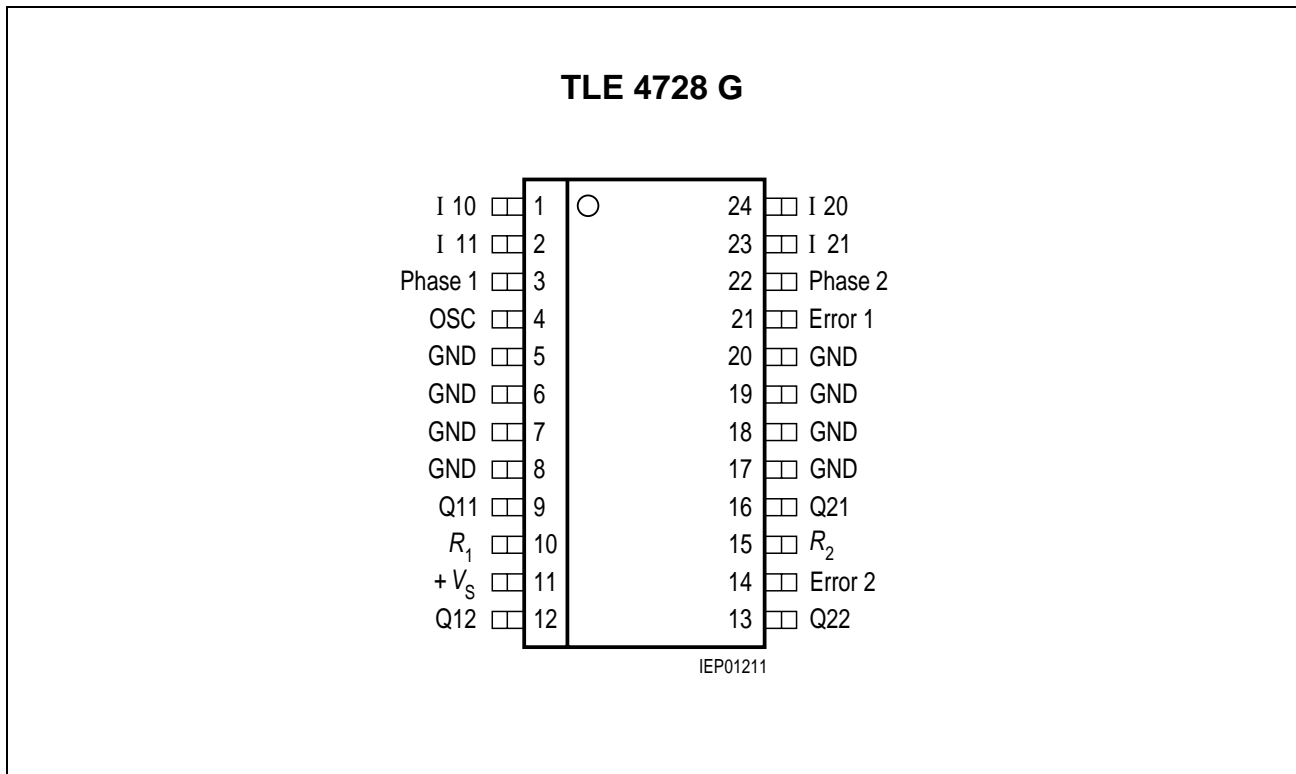 TLE 4728 G
I 10 1 24 I 20
I 11 2 23 I 21
Phase 1 3 22 Phase 2
OSC 4 21 Error 1
GND 5 20 GND
GND 6 19 GND
GND 7 18 GND
GND 8 17 GND
Q11 9 16 Q21
R1 10 15 R2
+ VS 11 14 Error 2
Q12 12 13 Q22
IEP01211